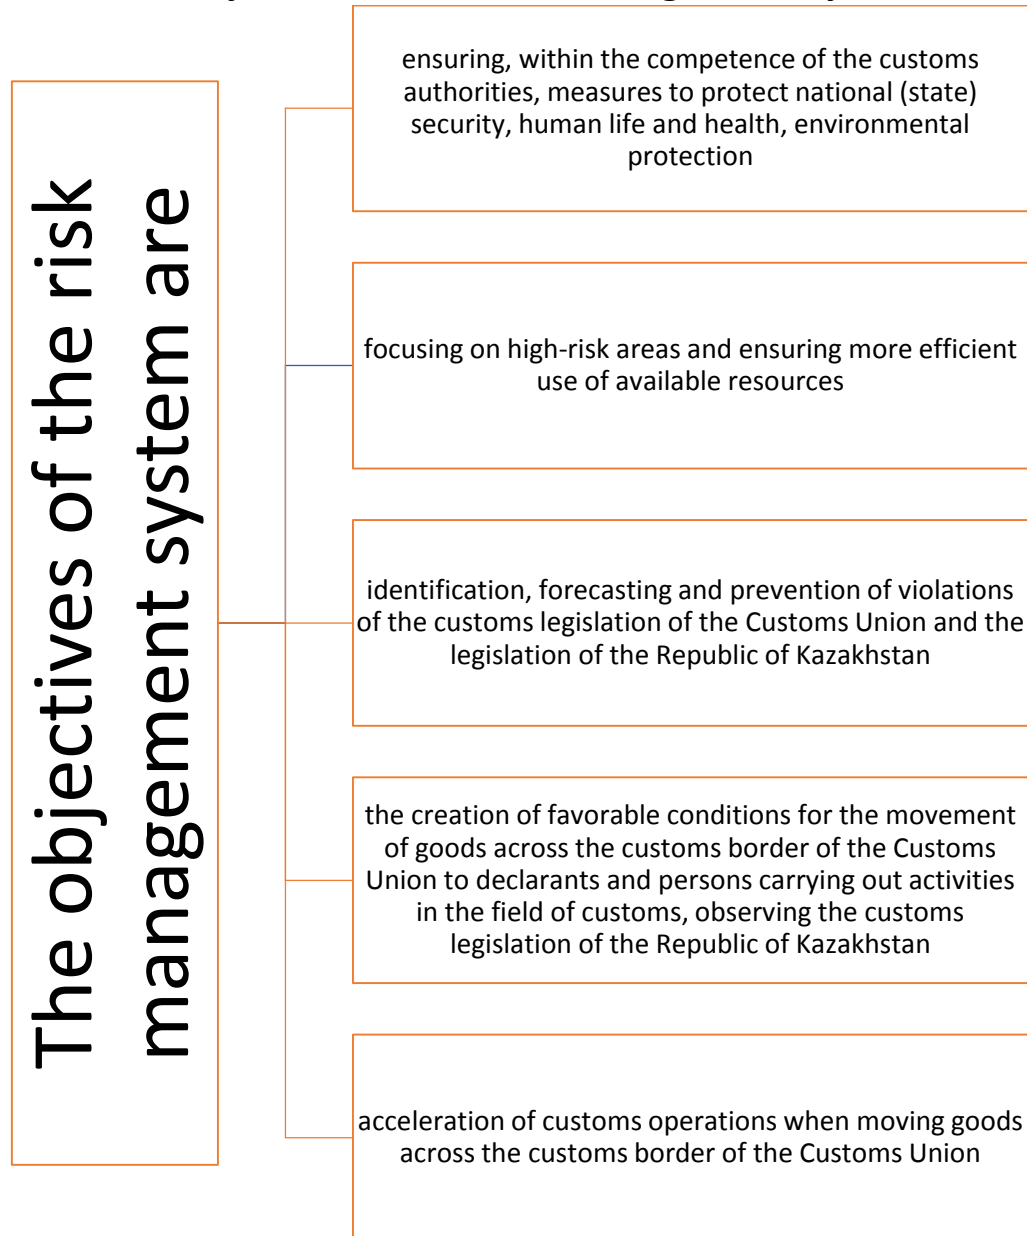 The objectives of the risk
management system are
ensuring, within the competence of the customs
authorities, measures to protect national (state)
security, human life and health, environmental
protection
focusing on high-risk areas and ensuring more efficient
use of available resources
identification, forecasting and prevention of violations
of the customs legislation of the Customs Union and the
legislation of the Republic of Kazakhstan
the creation of favorable conditions for the movement
of goods across the customs border of the Customs
Union to declarants and persons carrying out activities
in the field of customs, observing the customs
legislation of the Republic of Kazakhstan
acceleration of customs operations when moving goods
across the customs border of the Customs Union